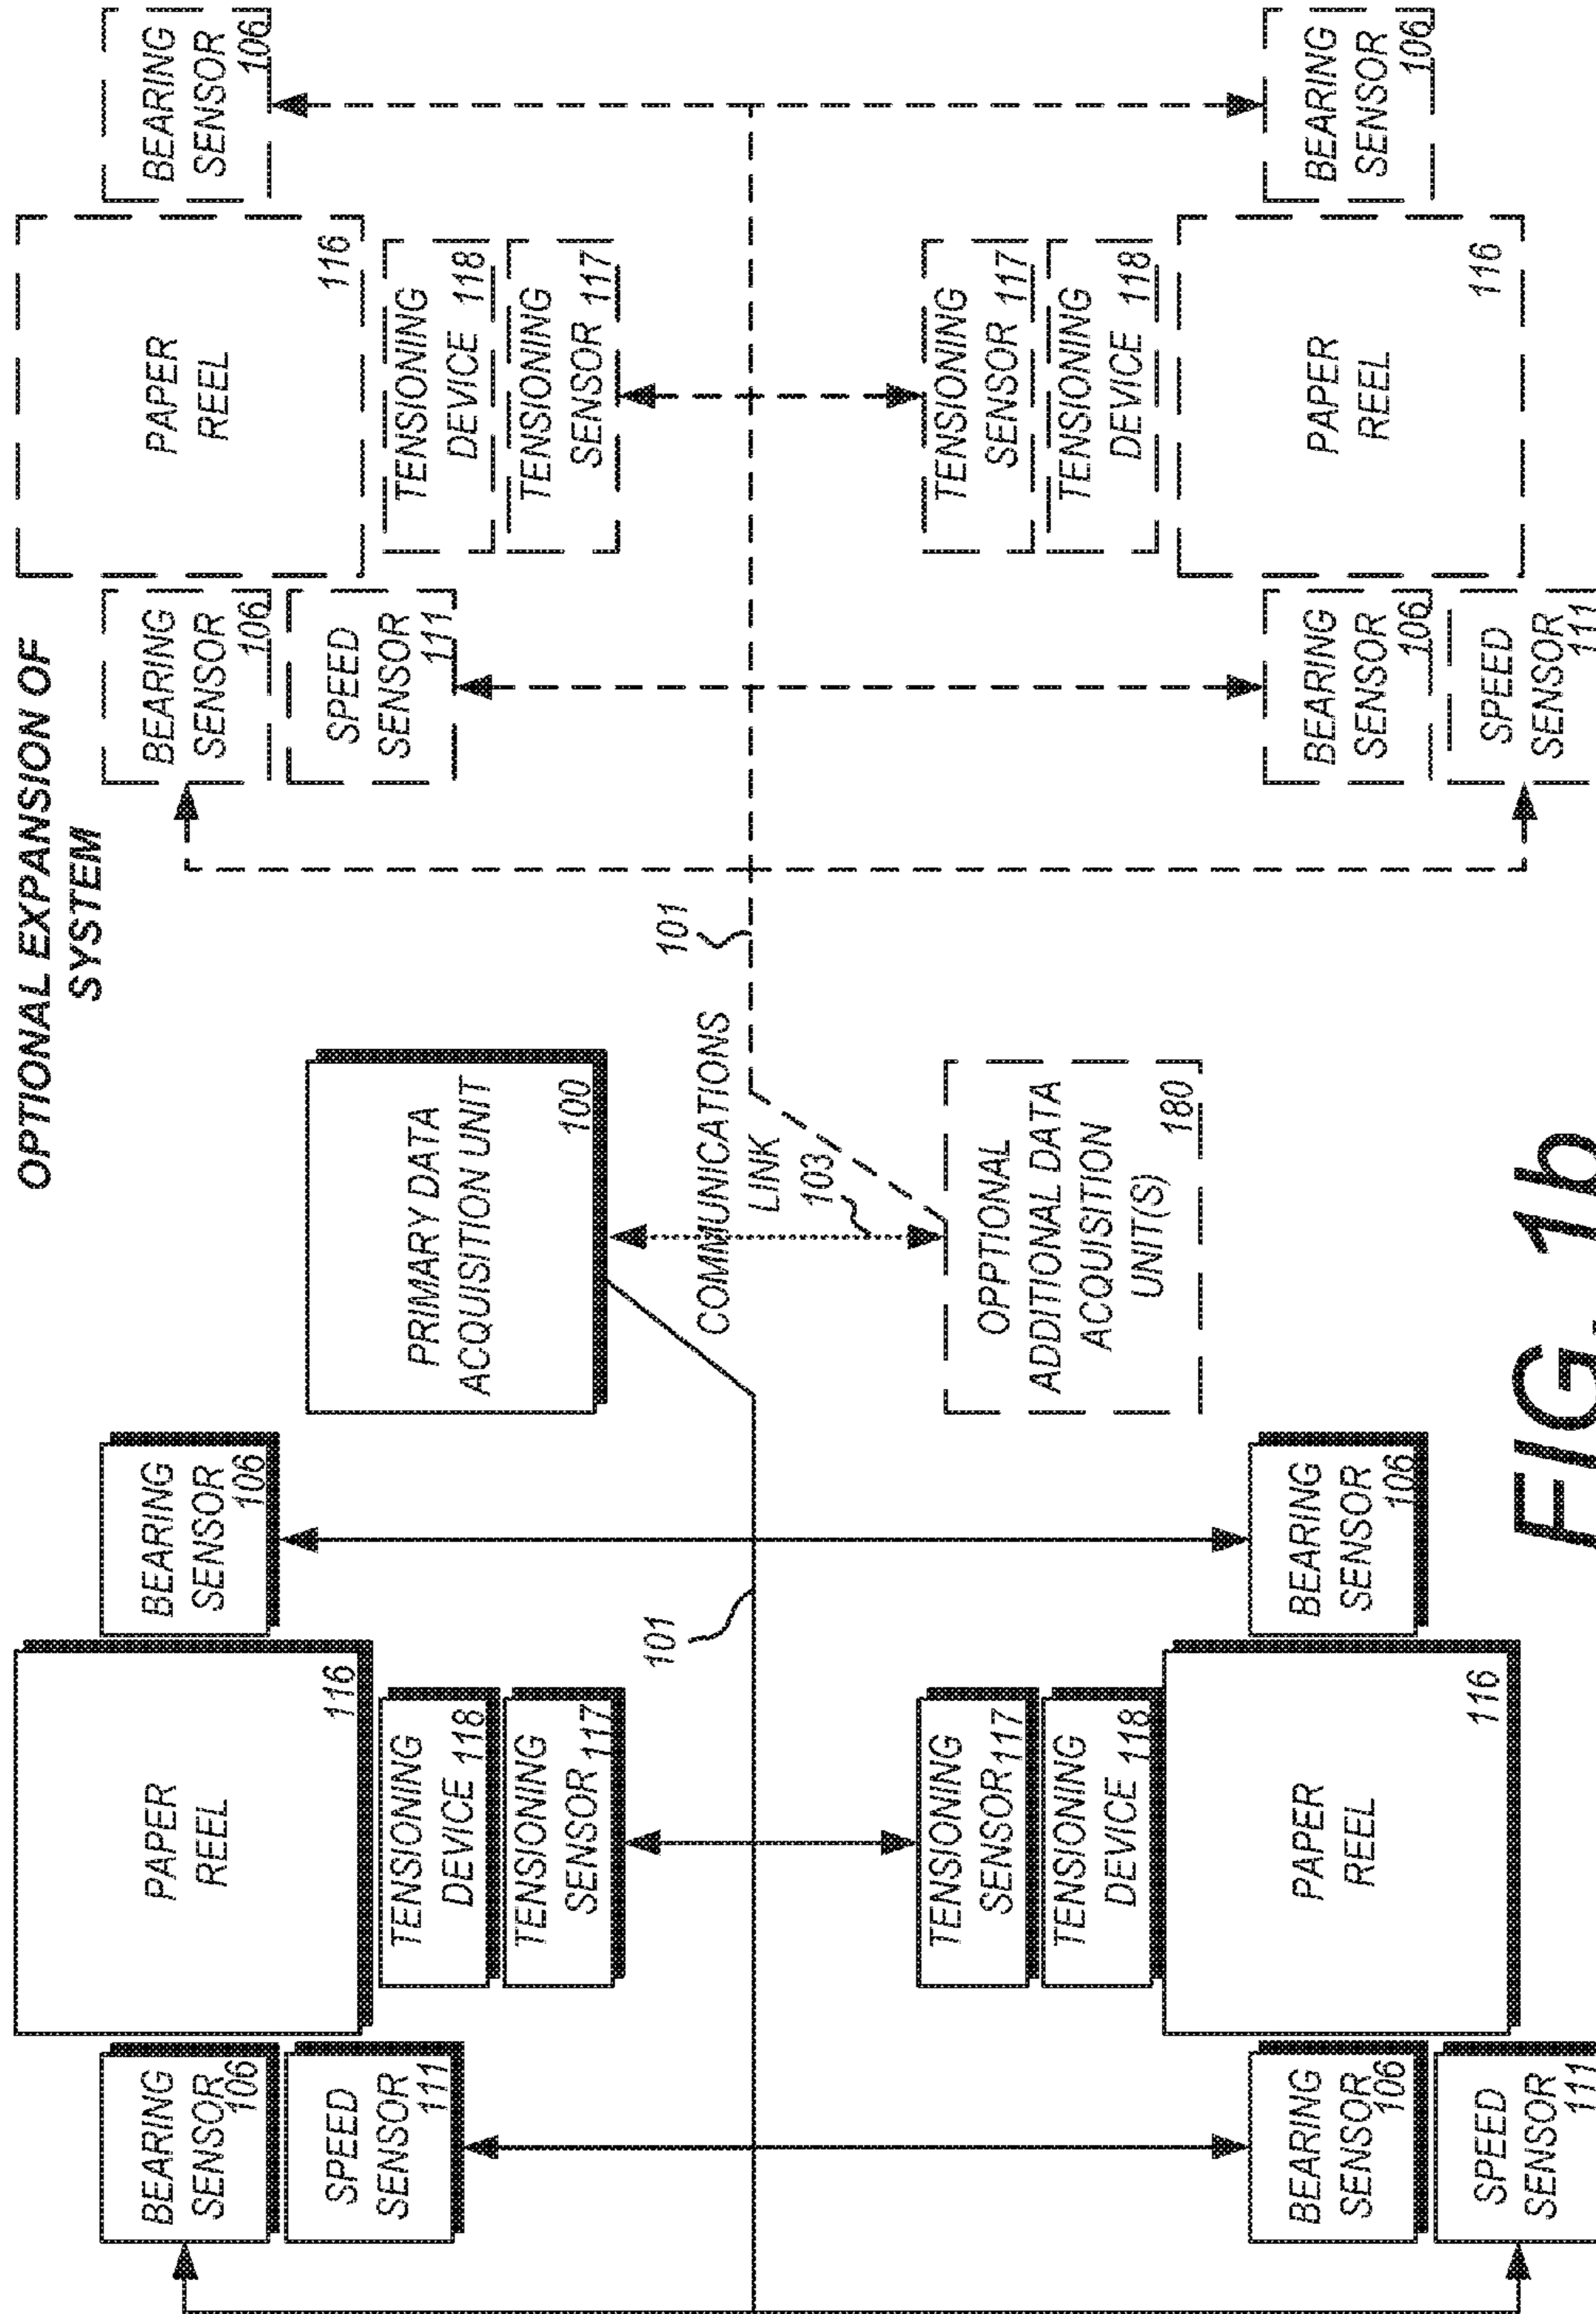 OPTIONAL EXPANSION OF
SYSTEM
BEARING
SENSOR
106
SPEED
SENSOR
111
PAPER
REEL
116
TENSIONING
DEVICE 118
TENSIONING
SENSOR 117
BEARING
SENSOR
106
PRIMARY DATA
ACQUISITION UNIT
100
BEARING
SENSOR
106
SPEED
SENSOR
111
PAPER
REEL
116
TENSIONING
DEVICE 118
TENSIONING
SENSOR 117
BEARING
SENSOR
106
101
COMMUNICATIONS
LINK
103
101
TENSIONING
SENSOR 117
TENSIONING
DEVICE 118
PAPER
REEL
116
BEARING
SENSOR
106
SPEED
SENSOR
111
BEARING
SENSOR
106
OPPTIONAL
ADDITIONAL DATA
ACQUISITION
UNIT(S)
180
TENSIONING
SENSOR 117
TENSIONING
DEVICE 118
PAPER
REEL
116
BEARING
SENSOR
106
SPEED
SENSOR
111
BEARING
SENSOR
106
FIG. 1b